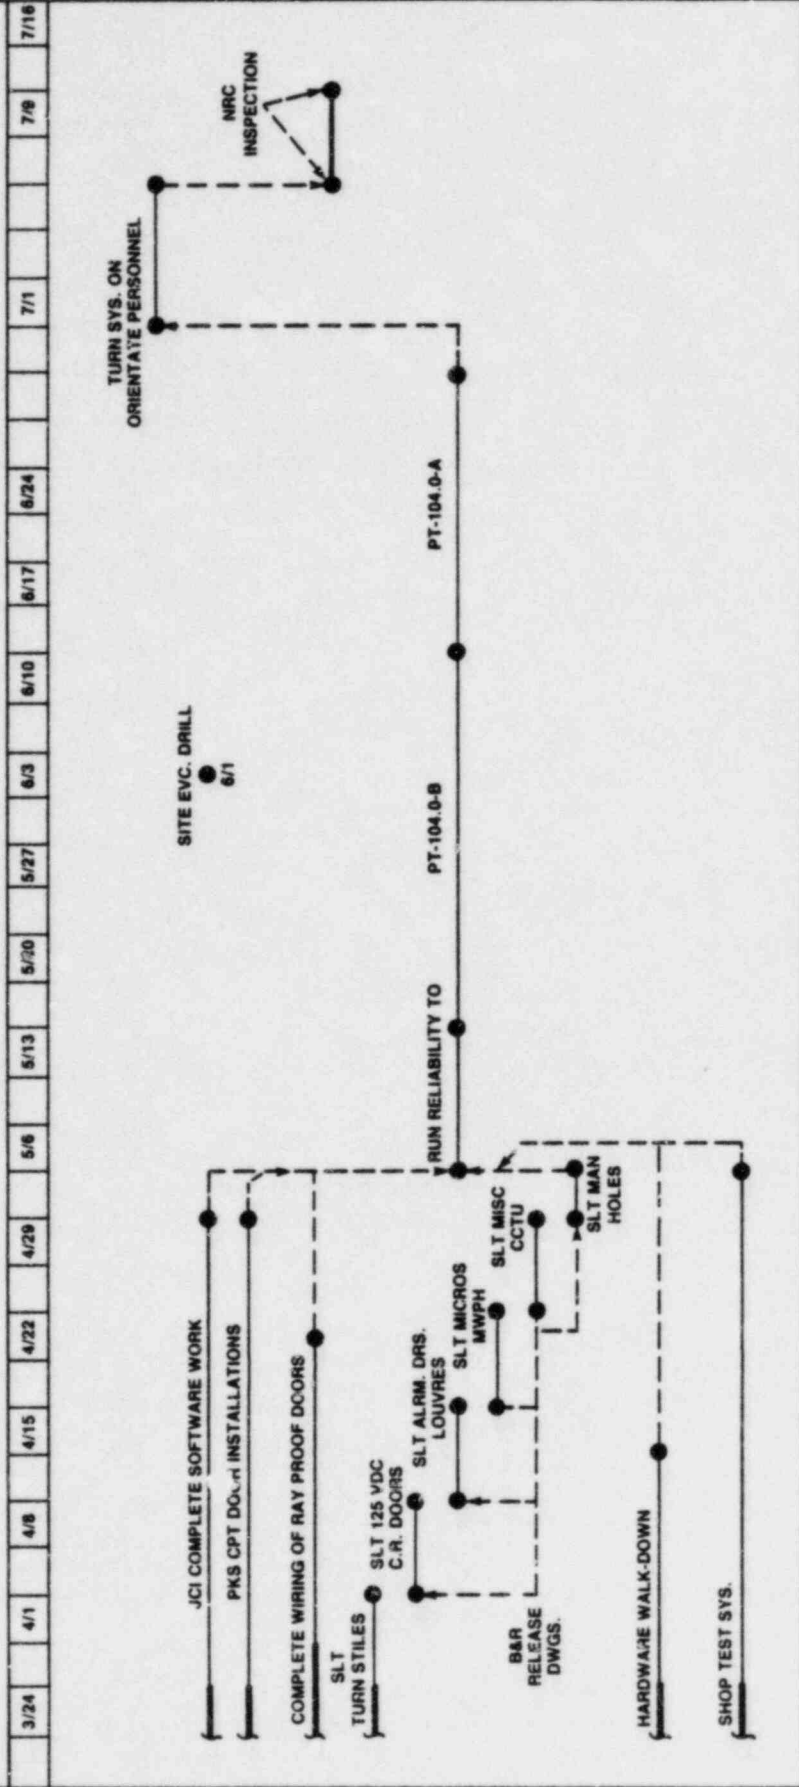 3/24
4/1
4/8
4/15
4/22
4/29
5/6
5/13
5/20
5/27
6/3
6/10
6/17
6/24
7/1
7/9
7/16
TURN SYS. ON
ORIENTATE PERSONNEL
NRC
INSPECTION
SITE EVC. DRILL
6/1
JCI COMPLETE SOFTWARE WORK
PKS CPT DOOR INSTALLATIONS
COMPLETE WIRING OF RAY PROOF DOORS
SLT
TURN STILES
SLT 125 VDC
C.R. DOORS
SLT ALRM. DRS.
LOUVRES
SLT MICROS
MWPH
SLT MISC
CCTU
SLT MAN
HOLES
RUN RELIABILITY TO
PT-104.0-B
PT-104.0-A
B&R
RELEASE
DWGS.
HARDWARE WALK-DOWN
SHOP TEST SYS.